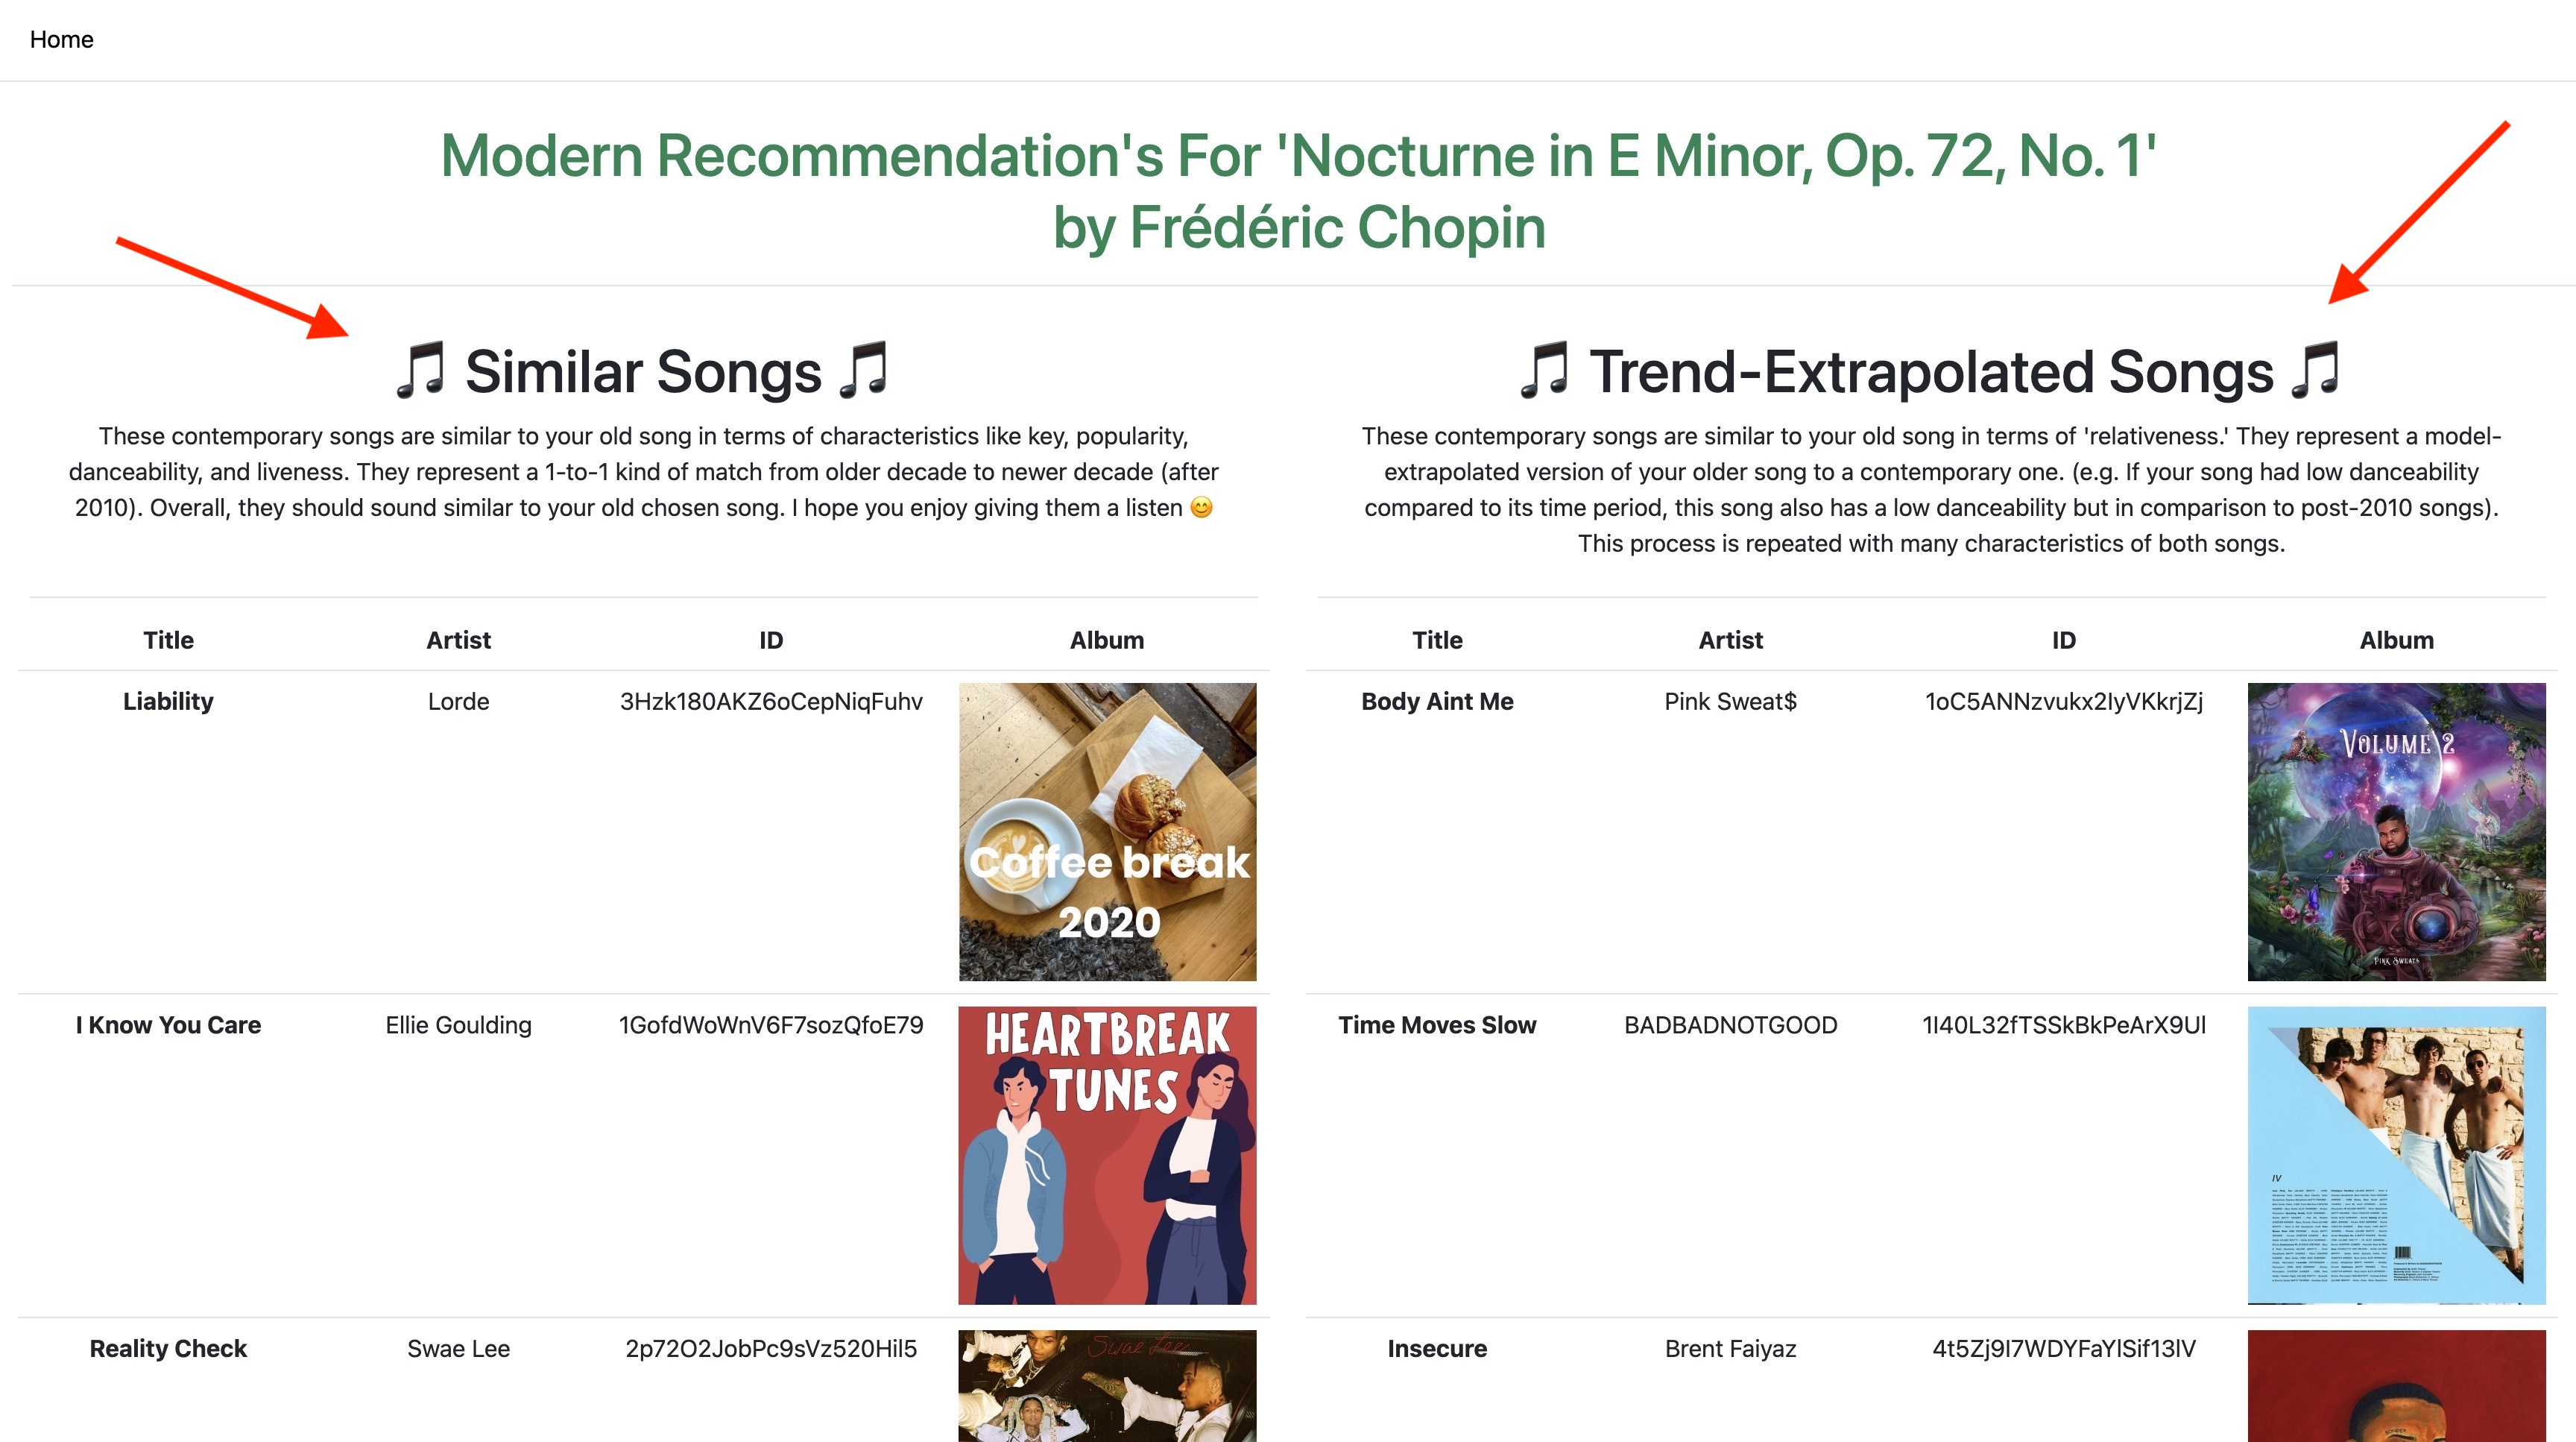 Home
Modern Recommendation's For 'Nocturne in E Minor, Op. 72, No. 1'
by Frédéric Chopin
🎵 Similar Songs 🎵
These contemporary songs are similar to your old song in terms of characteristics like key, popularity,
danceability, and liveness. They represent a 1-to-1 kind of match from older decade to newer decade (after
2010). Overall, they should sound similar to your old chosen song. I hope you enjoy giving them a listen 😊
Title Artist ID Album
Liability Lorde 3Hzk180AKZ6oCepNiqFuhv
Coffee break
2020
I Know You Care Ellie Goulding 1GofdWoWnV6F7sozQfoE79
HEARTBREAK
TUNES
Reality Check Swae Lee 2p72O2JobPc9sVz520Hil5
Swae Lee
🎵 Trend-Extrapolated Songs 🎵
These contemporary songs are similar to your old song in terms of 'relativeness.' They represent a model-
extrapolated version of your older song to a contemporary one. (e.g. If your song had low danceability
compared to its time period, this song also has a low danceability but in comparison to post-2010 songs).
This process is repeated with many characteristics of both songs.
Title Artist ID Album
Body Aint Me Pink Sweat$ 1oC5ANNzvukx2IyVKkrjZj
VOLUME 2
PINK SWEAT$
Time Moves Slow BADBADNOTGOOD 1I40L32fTSSkBkPeArX9Ul
IV
Insecure Brent Faiyaz 4t5Zj9I7WDYFaYlSif13lV